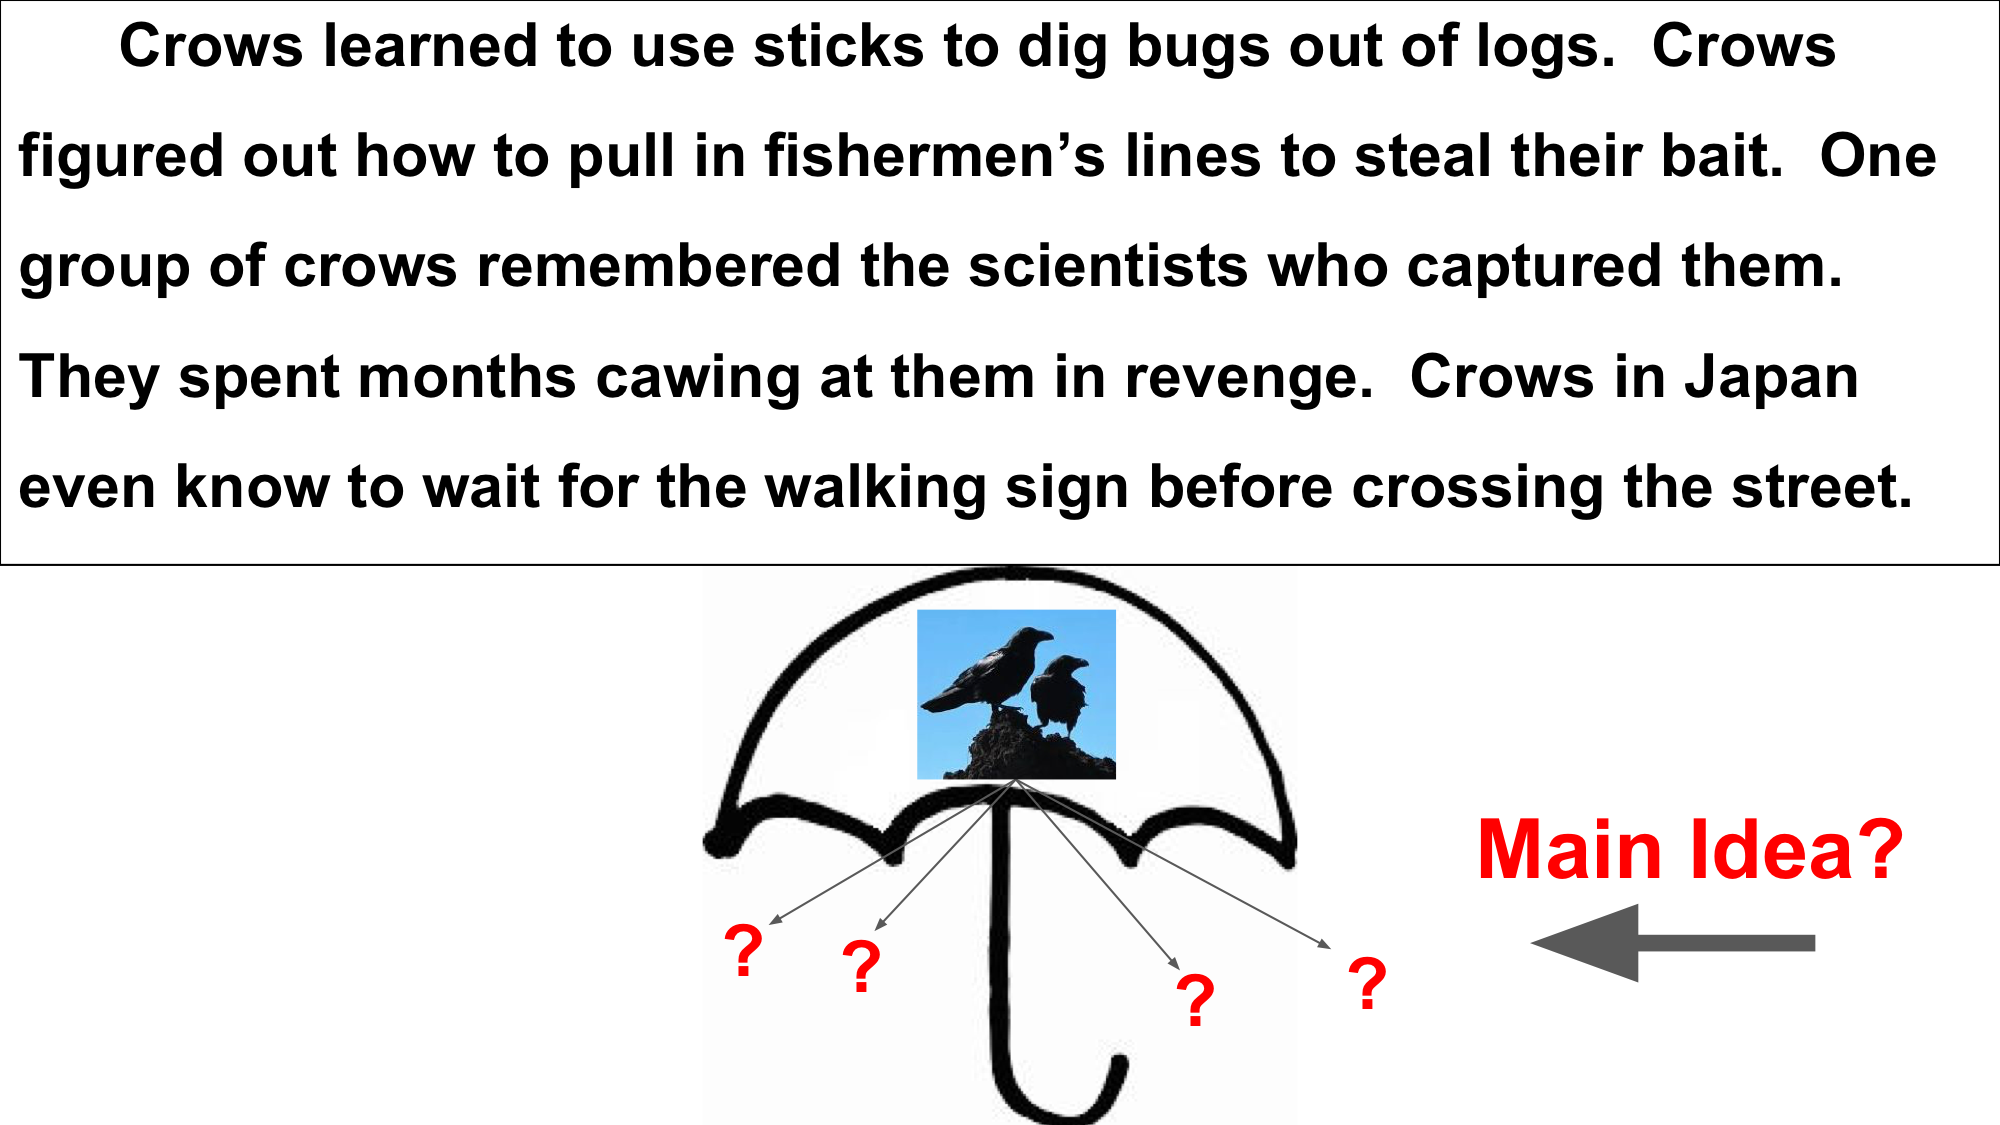 Crows learned to use sticks to dig bugs out of logs.  Crows
figured out how to pull in fishermen’s lines to steal their bait.  One
group of crows remembered the scientists who captured them.
They spent months cawing at them in revenge.  Crows in Japan
even know to wait for the walking sign before crossing the street.
Main Idea?
? ? ? ?